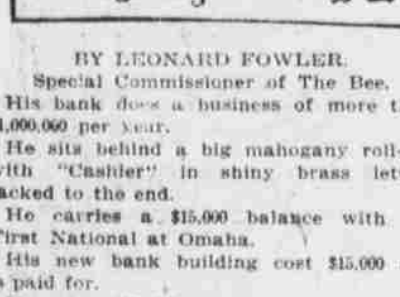 BY LEONARD FOWLER.
Special Commissioner of The Bee.
His bank does a business of more t
1,000,000 per year.
He sits behind a big mahogany roll-
with "Cashier" in shiny brass let
acked to the end.
He carries a $15,000 balance with
First National at Omaha.
His new bank building cost $15,000
s paid for.